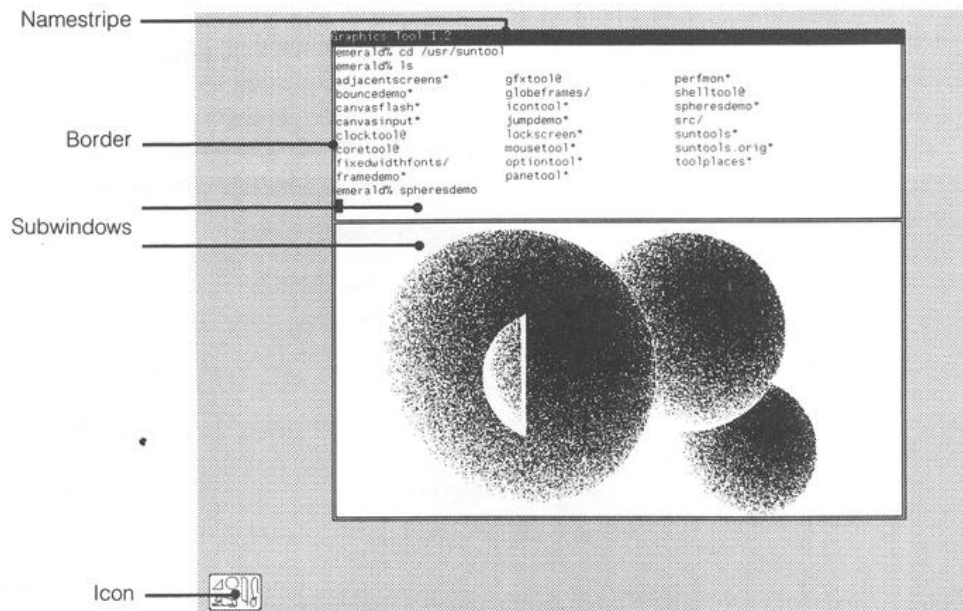 Namestripe
Graphics Tool 1.2
emerald% cd /usr/suntool
emerald% ls
adjacentscreens* gfxtool@ perfmon*
bouncedemo* globeframes/ shelltool@
canvasflash* icontool* spheresdemo*
canvasinput* jumpdemo* src/
Border
clocktool@ lockscreen* suntools*
coretool@ mousetool* suntools.orig*
fixedwidthfonts/ optiontool* toolplaces*
framedemo* panetool*
emerald% spheresdemo
Subwindows
Icon